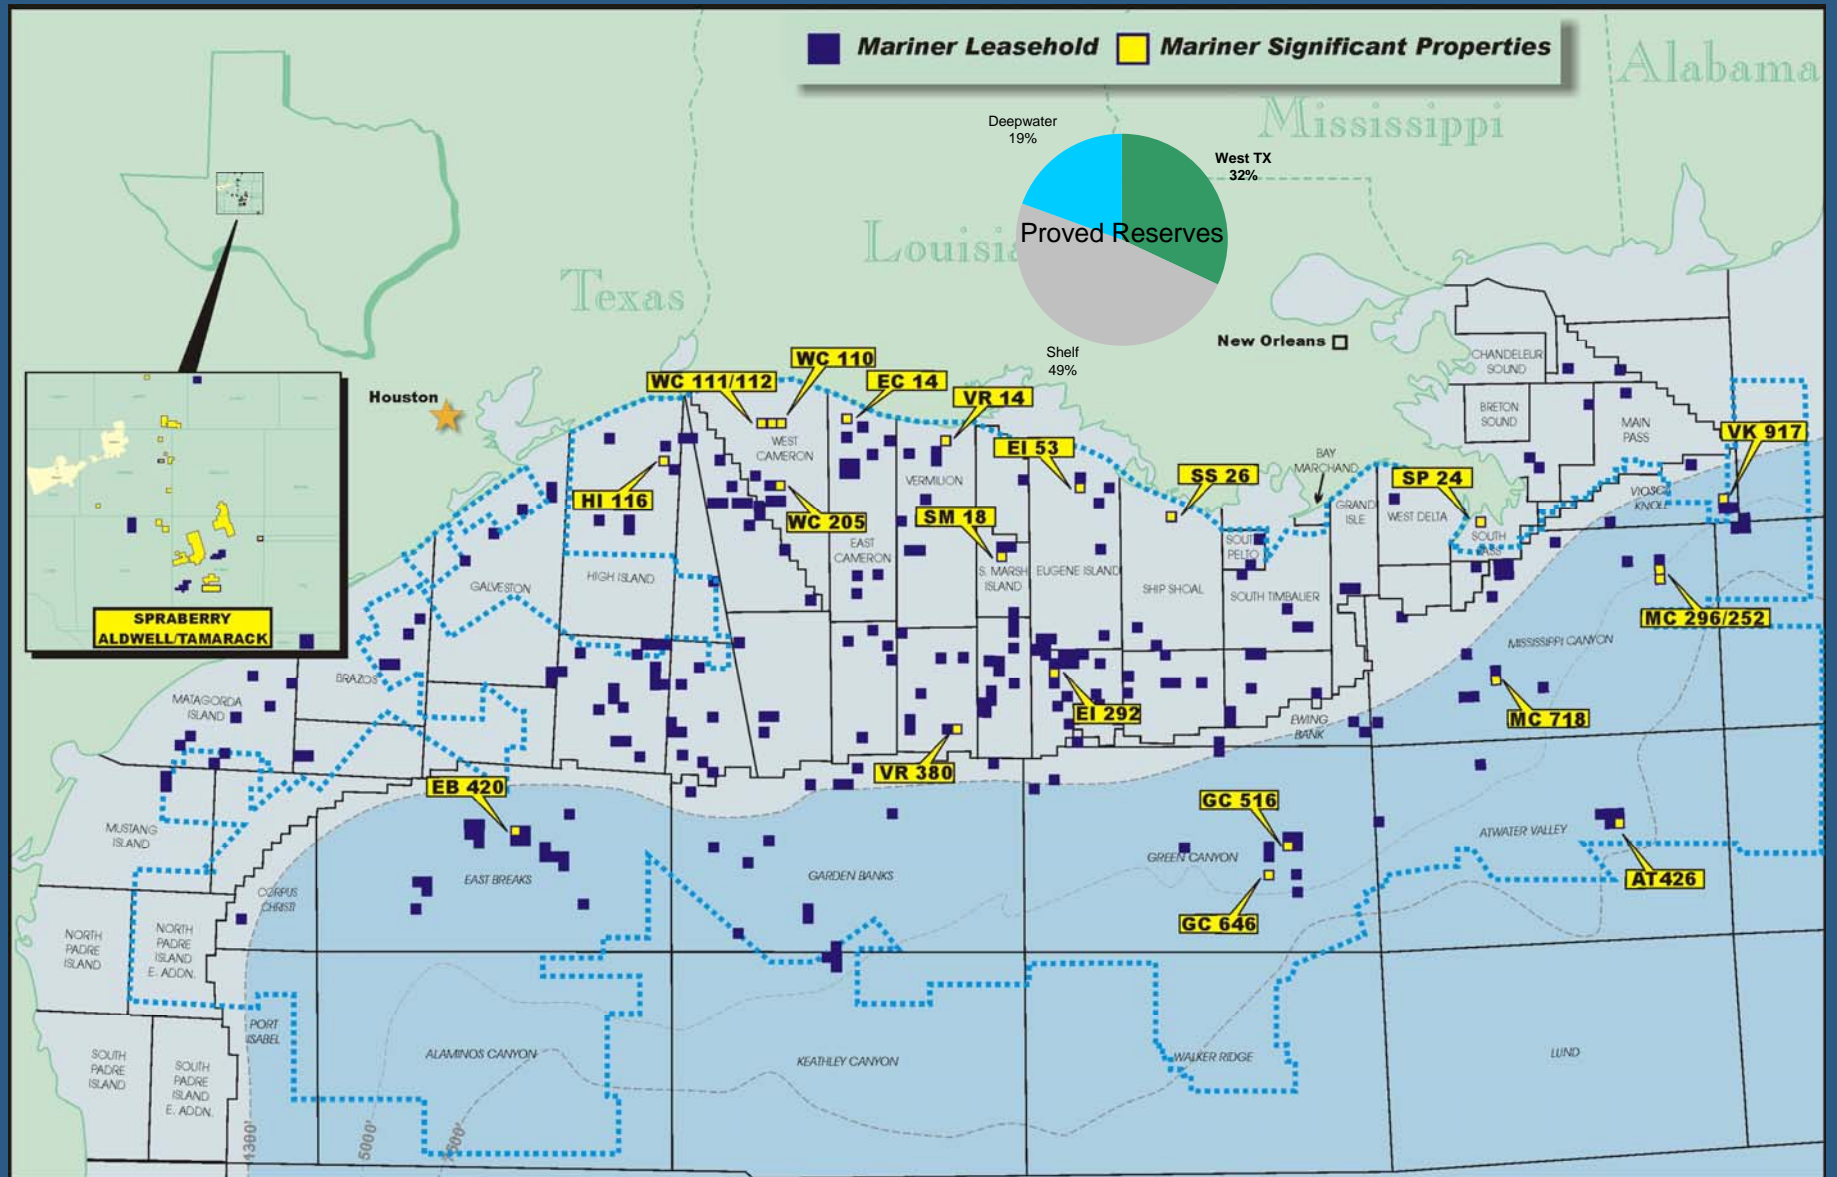 Mariner Leasehold
Mariner Significant Properties
Alabama
Mississippi
Deepwater
19%
West TX
32%
Proved Reserves
Shelf
49%
Texas
New Orleans
Houston
WC 110
WC 111/112
EC 14
VR 14
EI 53
SS 26
SP 24
VK 917
HI 116
WC 205
SM 18
MC 296/252
MC 718
EI 292
VR 380
EB 420
GC 516
GC 646
AT426
SPRABERRY
ALDWELL/TAMARACK
CHANDELEUR
SOUND
BRETON
SOUND
MAIN
PASS
VIOSCA
KNOLL
WEST
CAMERON
VERMILION
BAY
MARCHAND
GRAND
ISLE
WEST DELTA
SOUTH
PASS
EAST
CAMERON
S. MARSH
ISLAND
EUGENE ISLAND
SHIP SHOAL
SOUTH
PELTO
SOUTH TIMBALIER
HIGH ISLAND
GALVESTON
BRAZOS
MATAGORDA
ISLAND
MISSISSIPPI CANYON
EWING
BANK
MUSTANG
ISLAND
CORPUS
CHRISTI
EAST BREAKS
GARDEN BANKS
GREEN CANYON
ATWATER VALLEY
NORTH
PADRE
ISLAND
NORTH
PADRE
ISLAND
E. ADDN.
PORT
ISABEL
SOUTH
PADRE
ISLAND
SOUTH
PADRE
ISLAND
E. ADDN.
ALAMINOS CANYON
KEATHLEY CANYON
WALKER RIDGE
LUND
1300'
5000'